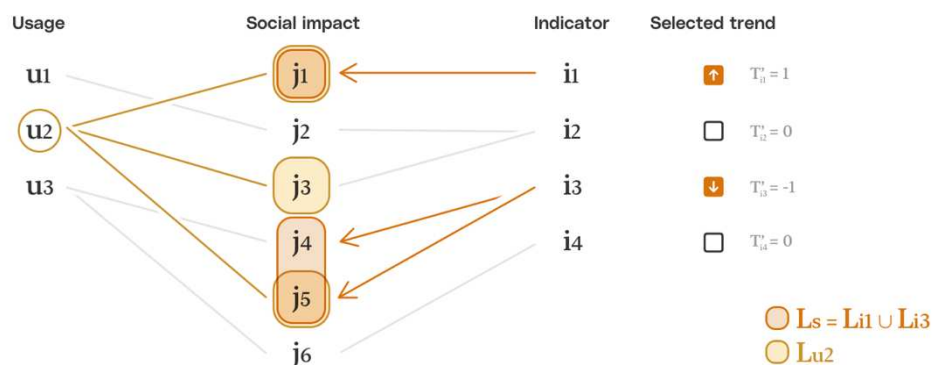 Usage Social impact Indicator Selected trend
u1 j1 i1 T'i1 = 1
u2 j2 i2 T'i2 = 0
u3 j3 i3 T'i3 = -1
j4 i4 T'i4 = 0
j5
Ls = Li1 ∪ Li3
j6 Lu2